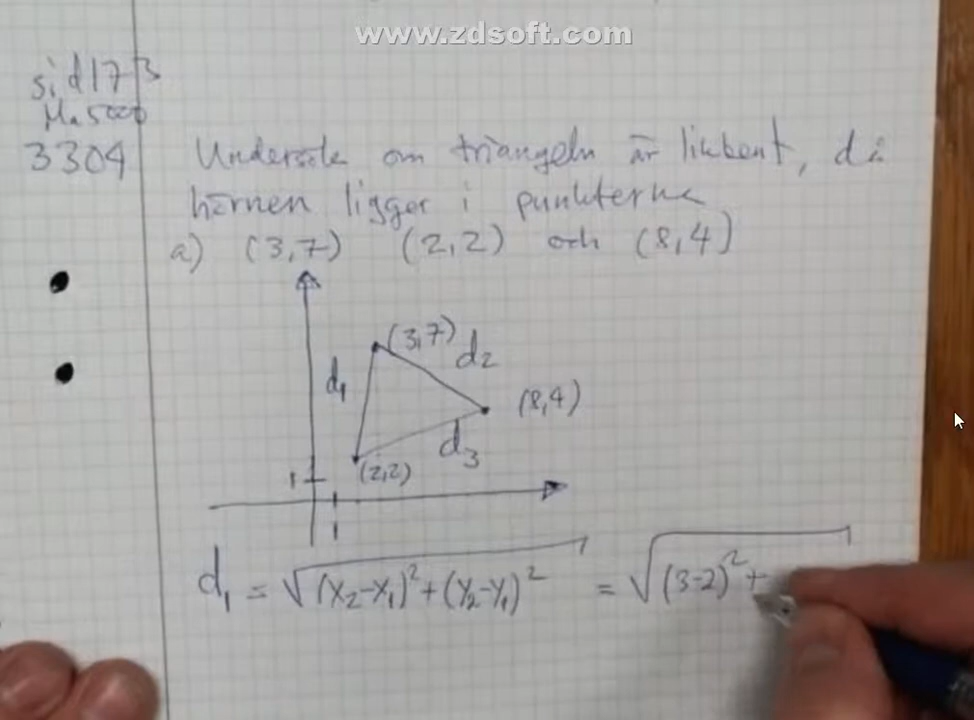 www.zdsoft.com
sid 173
Ma 5000
3304 Undersök om triangeln är likbent, då
hörnen ligger i punkterna
a) (3,7) (2,2) och (8,4)
(3,7) d2
d1
(8,4)
d3
(2,2)
1
1
d1 = √(x2-x1)² + (y2-y1)² = √(3-2)² +